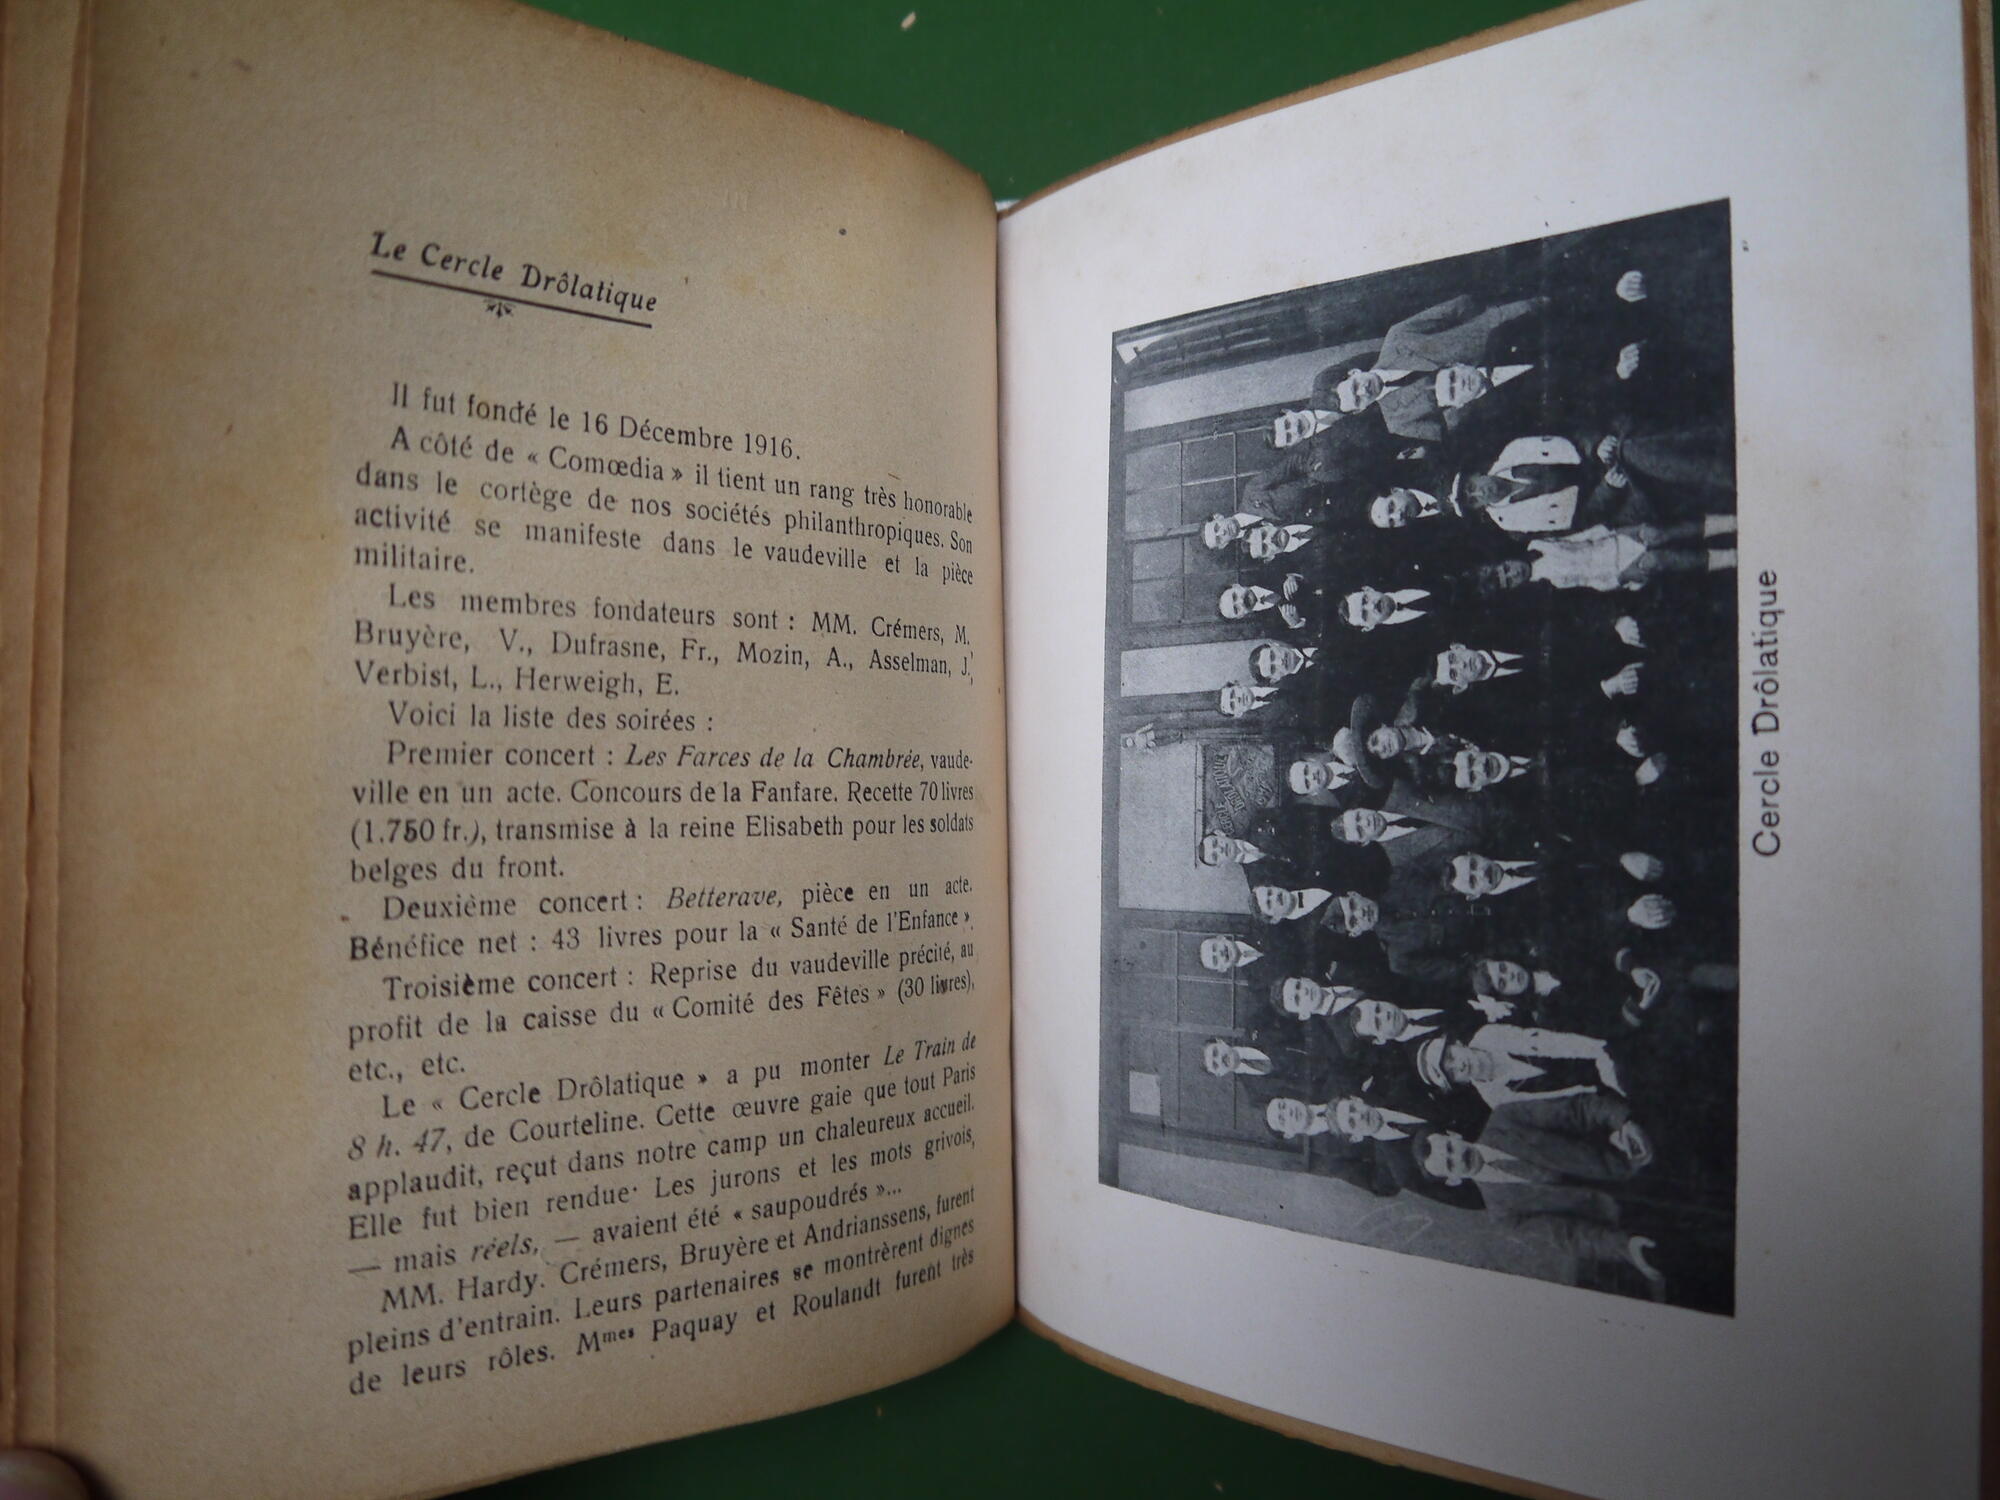 Le Cercle Drôlatique
Il fut fondé le 16 Décembre 1916.
A côté de « Comœdia » il tient un rang très honorable
dans le cortège de nos sociétés philanthropiques. Son
activité se manifeste dans le vaudeville et la pièce
militaire.
Les membres fondateurs sont : MM. Crémers, M.
Bruyère, V., Dufrasne, Fr., Mozin, A., Asselman, J.,
Verbist, L., Herweigh, E.
Voici la liste des soirées :
Premier concert : Les Farces de la Chambrée, vaude-
ville en un acte. Concours de la Fanfare. Recette 70 livres
(1.750 fr.), transmise à la reine Elisabeth pour les soldats
belges du front.
Deuxième concert : Betterave, pièce en un acte.
Bénéfice net : 43 livres pour la « Santé de l'Enfance ».
Troisième concert : Reprise du vaudeville précité, au
profit de la caisse du « Comité des Fêtes » (30 livres),
etc., etc.
Le « Cercle Drôlatique » a pu monter Le Train de
8 h. 47, de Courteline. Cette œuvre gaie que tout Paris
applaudit, reçut dans notre camp un chaleureux accueil.
Elle fut bien rendue. Les jurons et les mots grivois,
— mais réels, — avaient été « saupoudrés »...
MM. Hardy. Crémers, Bruyère et Andrianssens, furent
pleins d'entrain. Leurs partenaires se montrèrent dignes
de leurs rôles. Mmes Paquay et Roulandt furent très
CERCLE DROLATIQUE
Cercle Drôlatique